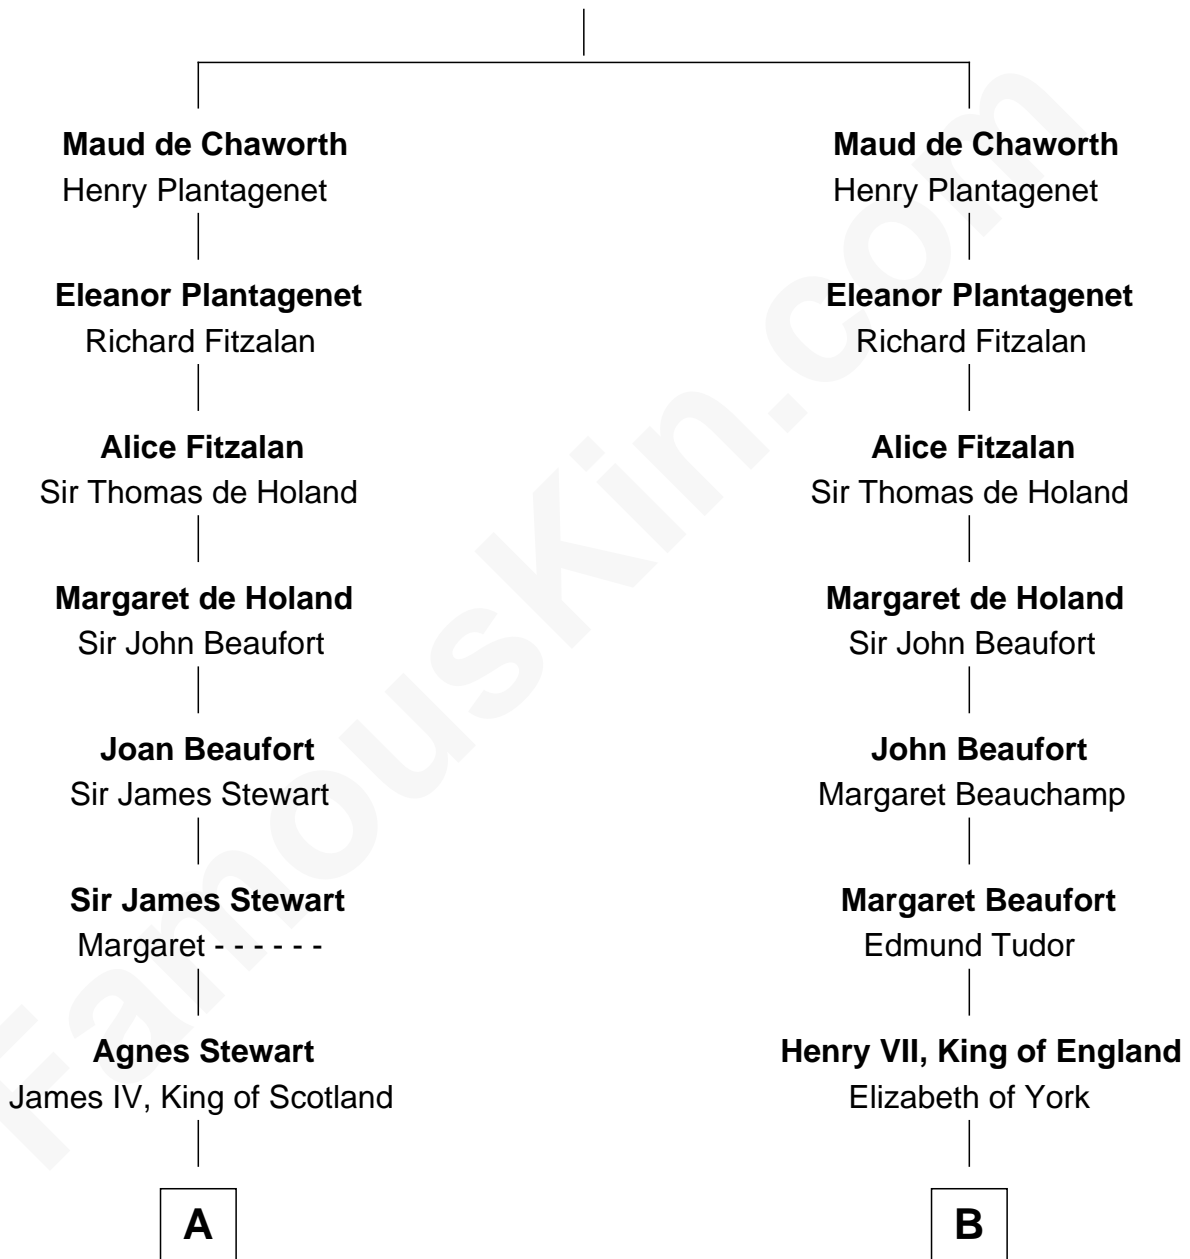 Maud de Chaworth
Henry Plantagenet
Eleanor Plantagenet
Richard Fitzalan
Alice Fitzalan
Sir Thomas de Holand
Margaret de Holand
Sir John Beaufort
Joan Beaufort
Sir James Stewart
Sir James Stewart
Margaret - - - - - -
Agnes Stewart
James IV, King of Scotland
A
Maud de Chaworth
Henry Plantagenet
Eleanor Plantagenet
Richard Fitzalan
Alice Fitzalan
Sir Thomas de Holand
Margaret de Holand
Sir John Beaufort
John Beaufort
Margaret Beauchamp
Margaret Beaufort
Edmund Tudor
Henry VII, King of England
Elizabeth of York
B
FamousKin.com